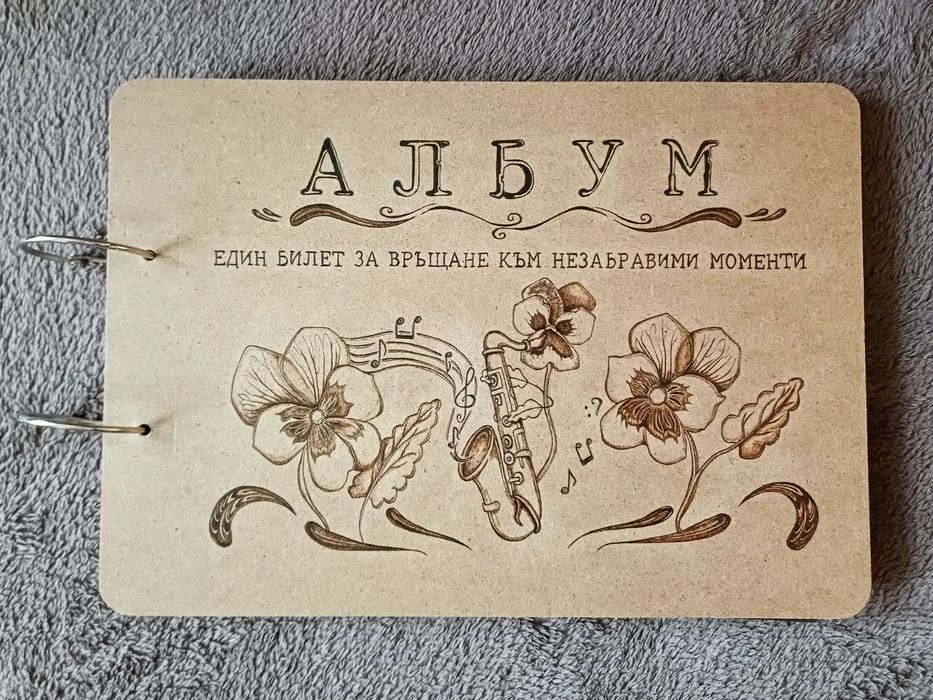 АЛБУМ
ЕДИН БИЛЕТ ЗА ВРЪЩАНЕ КЪМ НЕЗАБРАВИМИ МОМЕНТИ